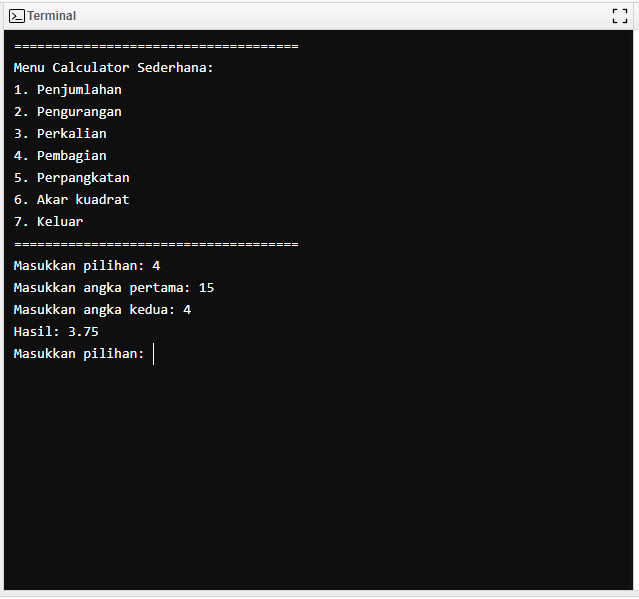 Terminal
=====================================
Menu Calculator Sederhana:
1. Penjumlahan
2. Pengurangan
3. Perkalian
4. Pembagian
5. Perpangkatan
6. Akar kuadrat
7. Keluar
=====================================
Masukkan pilihan: 4
Masukkan angka pertama: 15
Masukkan angka kedua: 4
Hasil: 3.75
Masukkan pilihan: